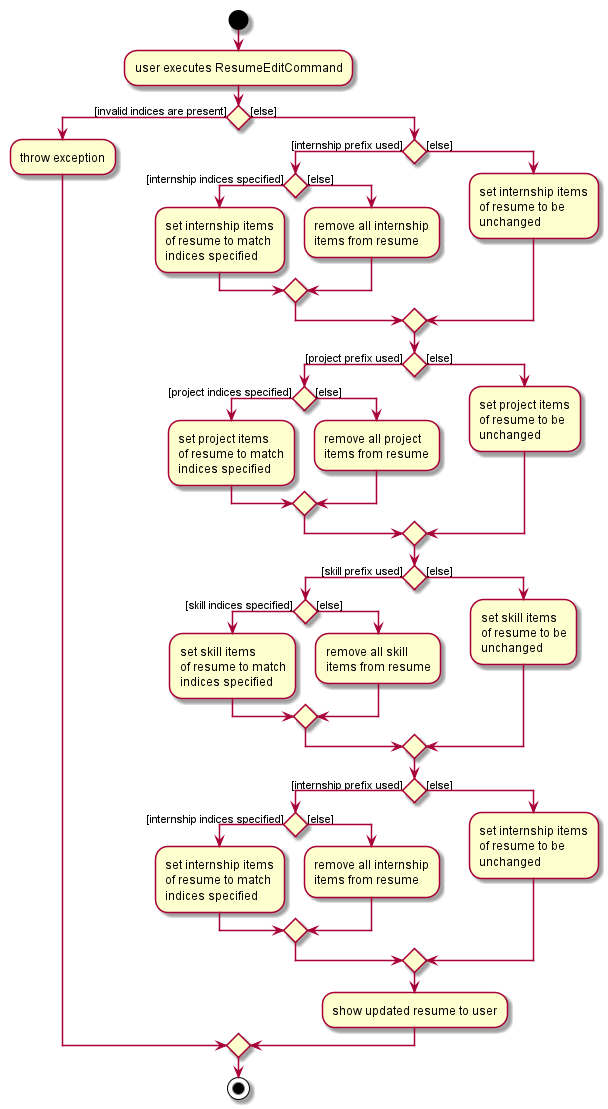 user executes ResumeEditCommand
[invalid indices are present]
[else]
throw exception
[internship prefix used]
[else]
[internship indices specified]
[else]
set internship items
of resume to match
indices specified
remove all internship
items from resume
set internship items
of resume to be
unchanged
[project prefix used]
[else]
[project indices specified]
[else]
set project items
of resume to match
indices specified
remove all project
items from resume
set project items
of resume to be
unchanged
[skill prefix used]
[else]
[skill indices specified]
[else]
set skill items
of resume to match
indices specified
remove all skill
items from resume
set skill items
of resume to be
unchanged
[internship prefix used]
[else]
[internship indices specified]
[else]
set internship items
of resume to match
indices specified
remove all internship
items from resume
set internship items
of resume to be
unchanged
show updated resume to user